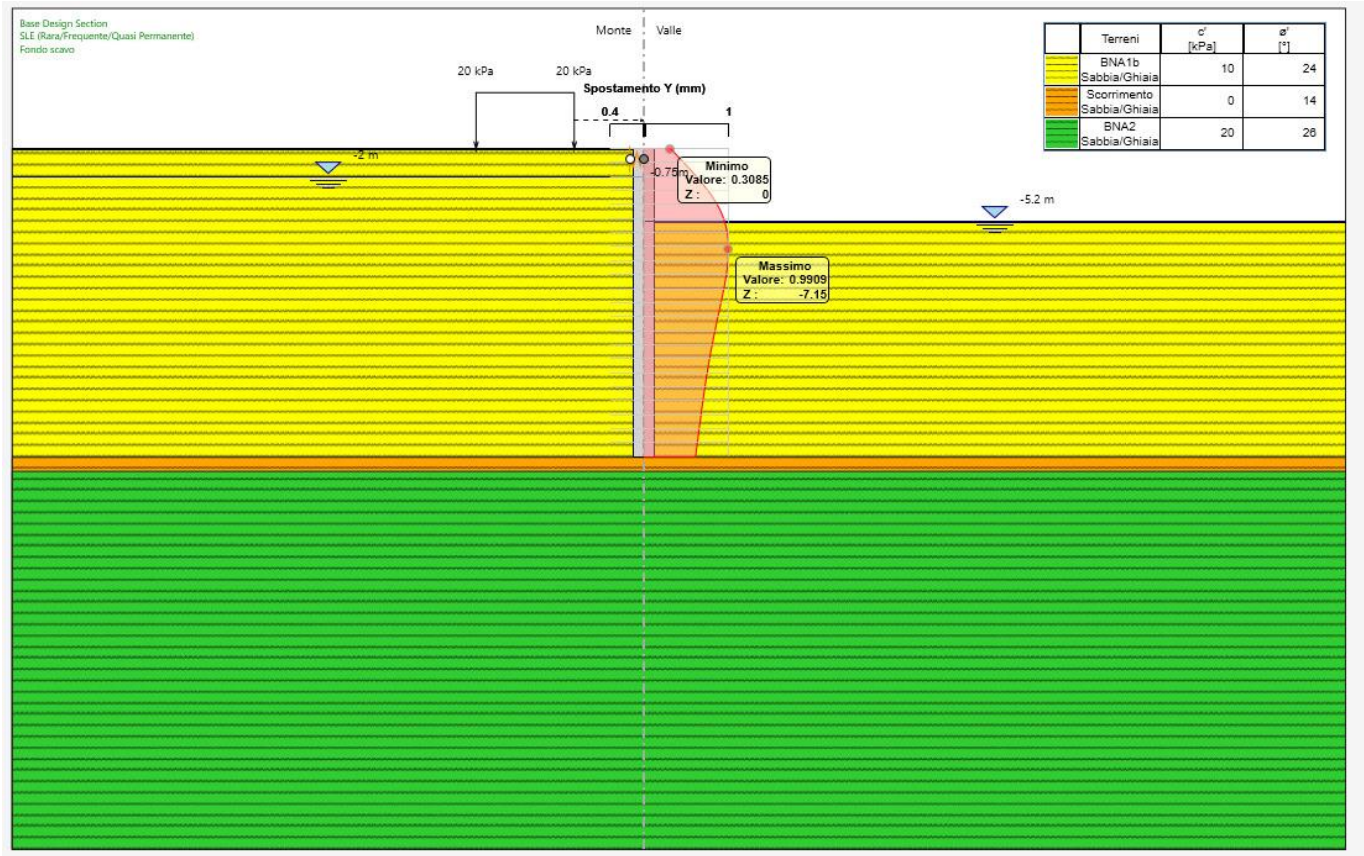 Base Design Section
SLE (Rara/Frequente/Quasi Permanente)
Fondo scavo
Monte Valle
20 kPa 20 kPa
Spostamento Y (mm)
0.4 1
-2 m
-0.75m
Minimo
Valore: 0.3085
Z : 0
-5.2 m
Massimo
Valore: 0.9909
Z : -7.15
Terreni c' [kPa] ø' [°]
BNA1b
Sabbia/Ghiaia 10 24
Scorrimento
Sabbia/Ghiaia 0 14
BNA2
Sabbia/Ghiaia 20 26